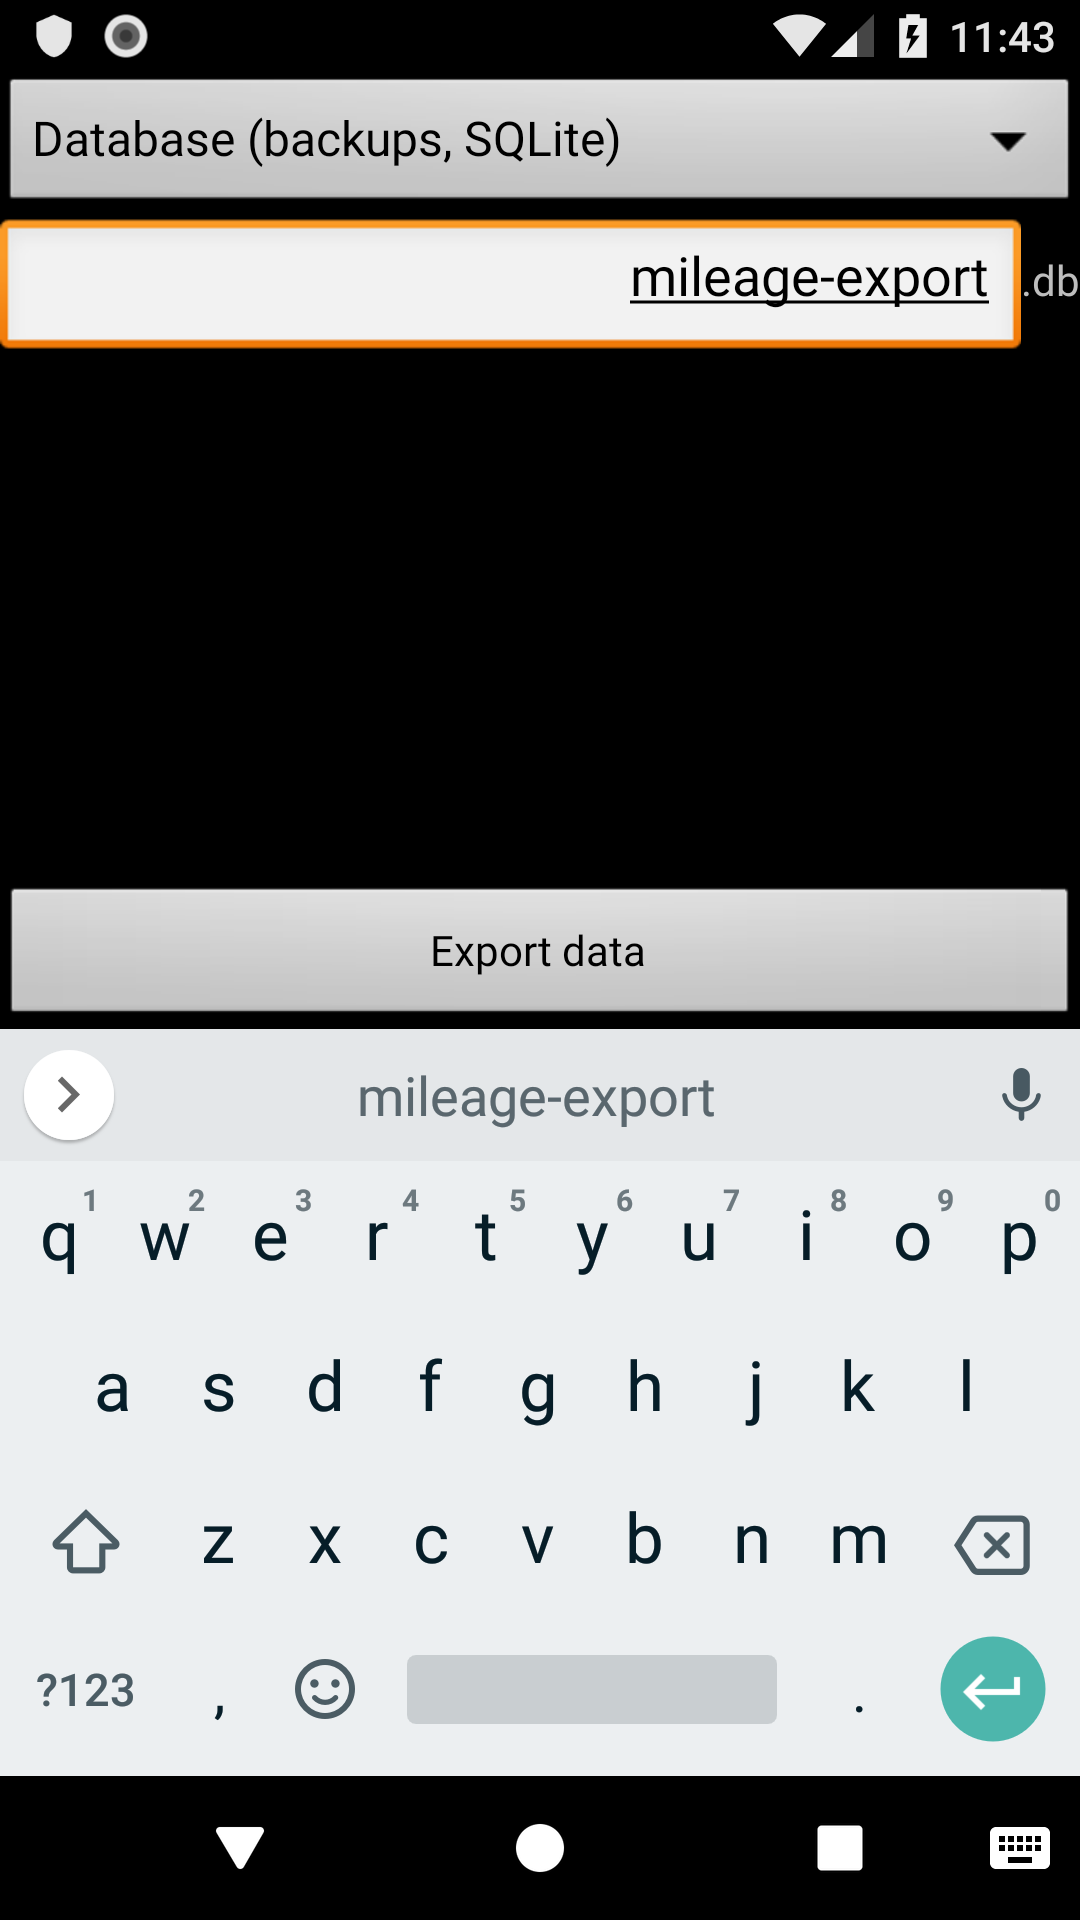 11:43
Database (backups, SQLite)
mileage-export .db
Export data
mileage-export
1 2 3 4 5 6 7 8 9 0
q w e r t y u i o p
a s d f g h j k l
z x c v b n m
?123 , .